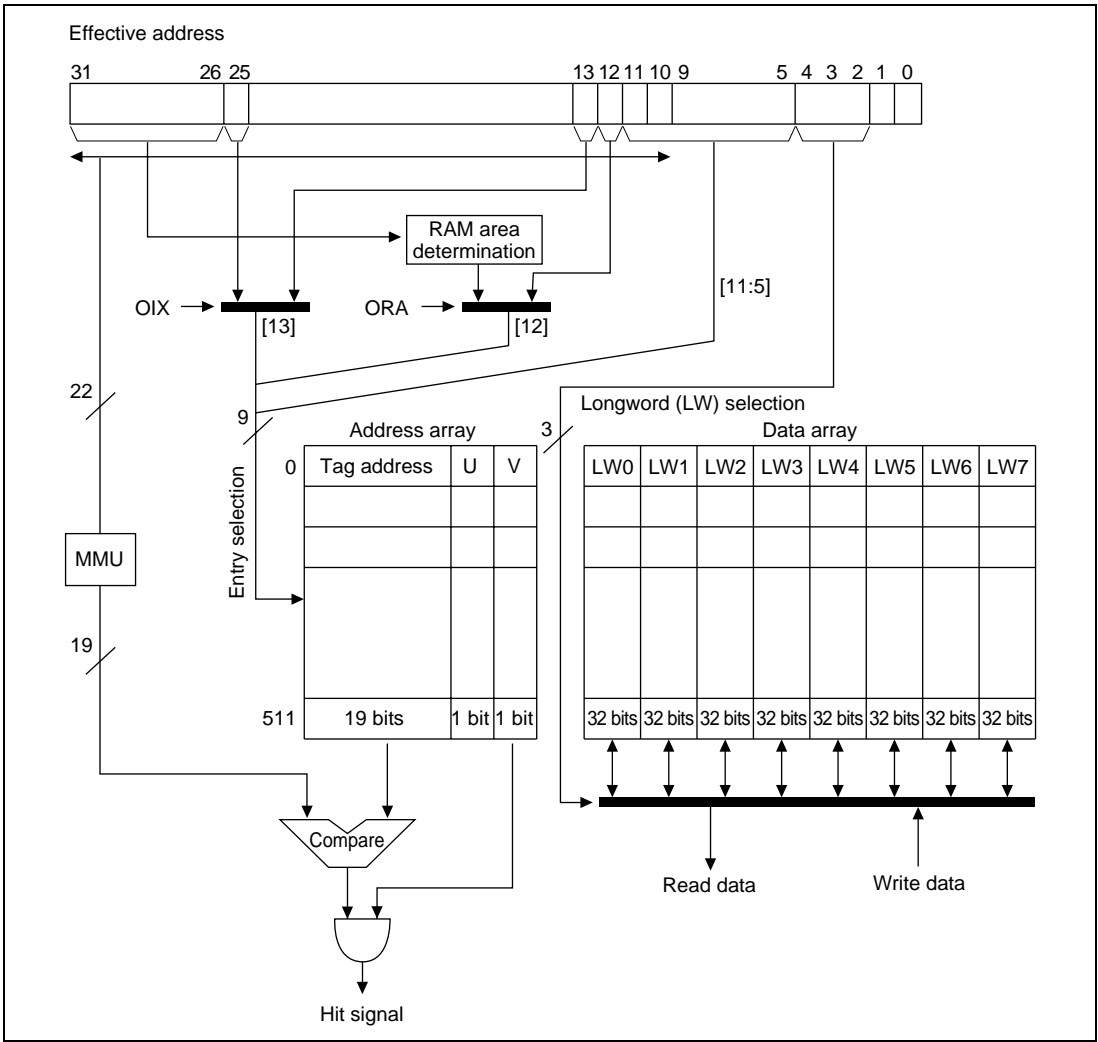 Effective address
31 26 25 13 12 11 10 9 5 4 3 2 1 0
RAM area
determination
[11:5]
OIX
ORA
[13]
[12]
22
Longword (LW) selection
9
3
Address array
Data array
Entry selection
0 Tag address U V
LW0 LW1 LW2 LW3 LW4 LW5 LW6 LW7
MMU
19
511 19 bits 1 bit 1 bit
32 bits 32 bits 32 bits 32 bits 32 bits 32 bits 32 bits 32 bits
Compare
Read data
Write data
Hit signal